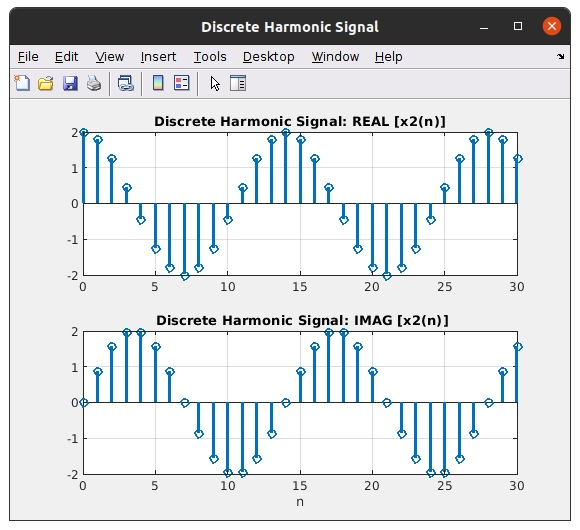 Discrete Harmonic Signal
File Edit View Insert Tools Desktop Window Help
Discrete Harmonic Signal: REAL [x2(n)]
2
1
0
-1
-2
0 5 10 15 20 25 30
Discrete Harmonic Signal: IMAG [x2(n)]
2
1
0
-1
-2
0 5 10 15 20 25 30
n